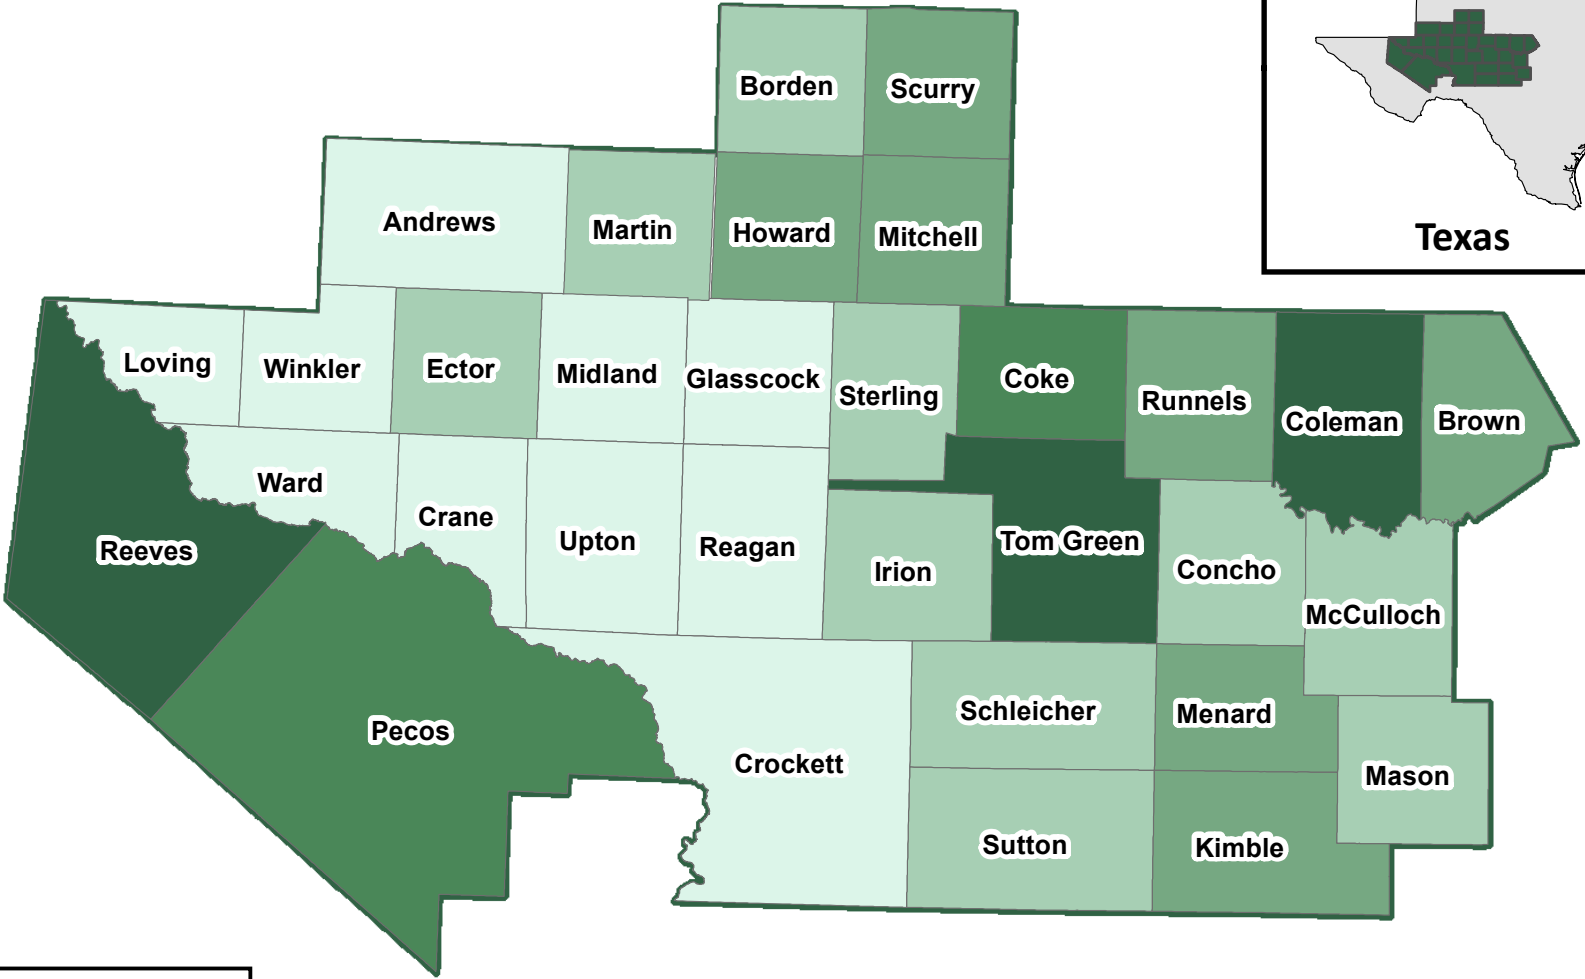 Borden
Scurry
Andrews
Martin
Howard
Mitchell
Texas
Loving
Winkler
Ector
Midland
Glasscock
Sterling
Coke
Runnels
Coleman
Brown
Ward
Crane
Upton
Reagan
Irion
Tom Green
Concho
McCulloch
Reeves
Pecos
Crockett
Schleicher
Menard
Mason
Sutton
Kimble